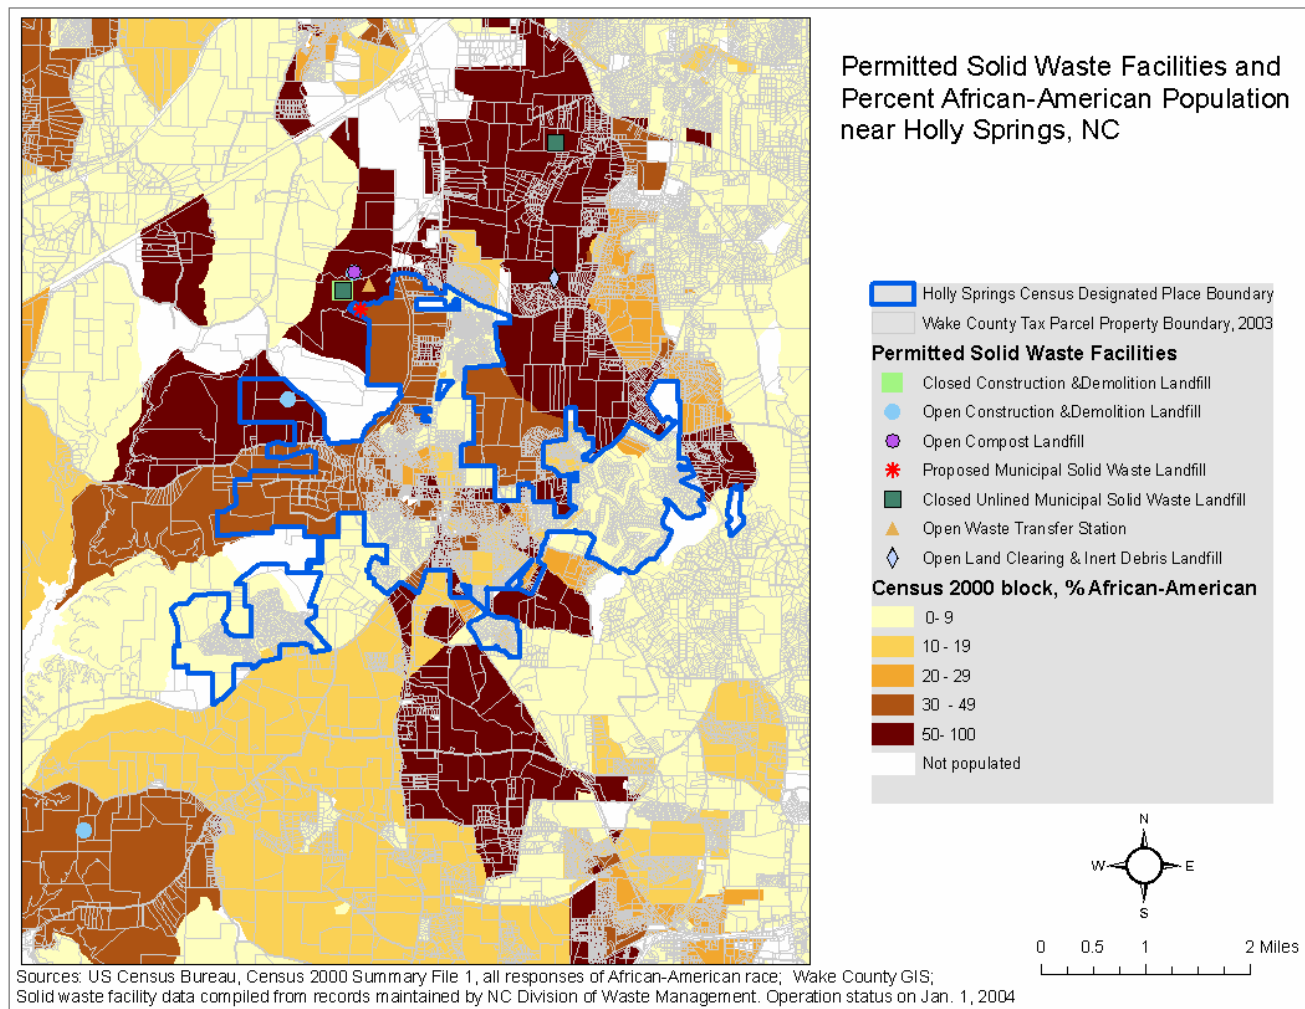 Permitted Solid Waste Facilities and
Percent African-American Population
near Holly Springs, NC
Holly Springs Census Designated Place Boundary
Wake County Tax Parcel Property Boundary, 2003
Permitted Solid Waste Facilities
Closed Construction &Demolition Landfill
Open Construction &Demolition Landfill
Open Compost Landfill
Proposed Municipal Solid Waste Landfill
Closed Unlined Municipal Solid Waste Landfill
Open Waste Transfer Station
Open Land Clearing & Inert Debris Landfill
Census 2000 block, % African-American
0- 9
10 - 19
20 - 29
30 - 49
50- 100
Not populated
N
W E
S
0 0.5 1 2 Miles
Sources: US Census Bureau, Census 2000 Summary File 1, all responses of African-American race; Wake County GIS;
Solid waste facility data compiled from records maintained by NC Division of Waste Management. Operation status on Jan. 1, 2004